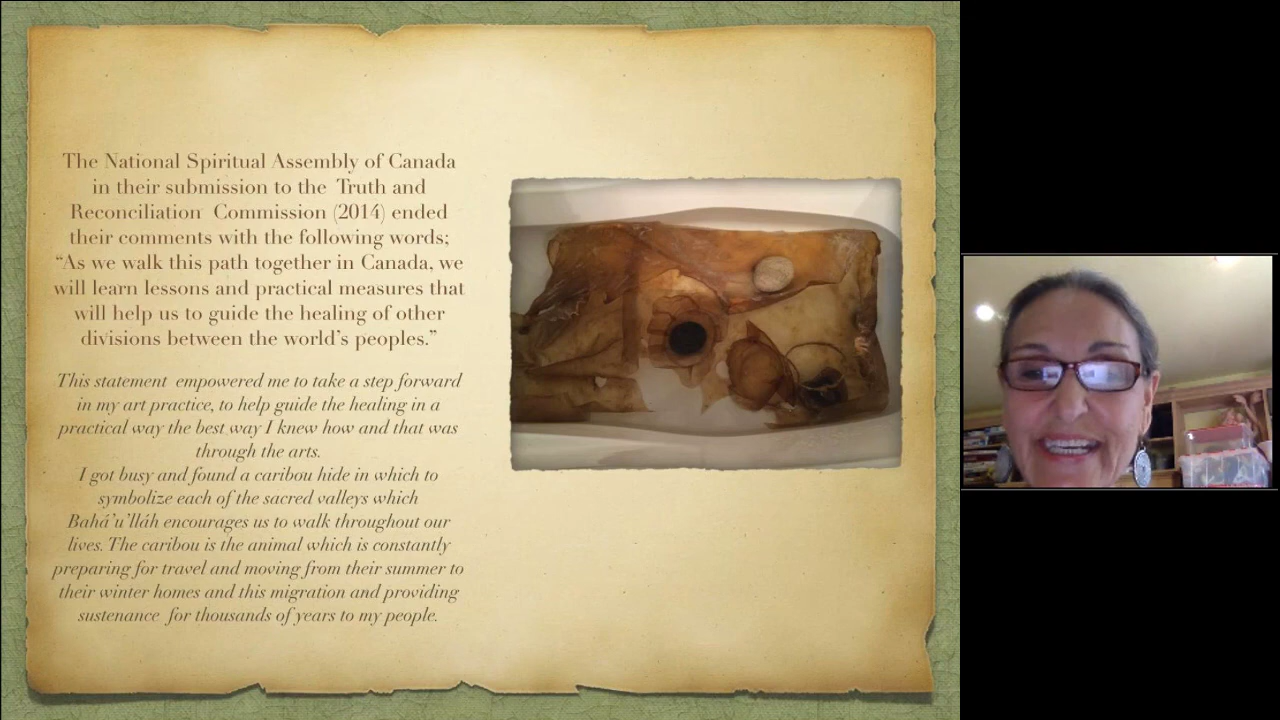 The National Spiritual Assembly of Canada
in their submission to the Truth and
Reconciliation Commission (2014) ended
their comments with the following words;
“As we walk this path together in Canada, we
will learn lessons and practical measures that
will help us to guide the healing of other
divisions between the world’s peoples.”
This statement empowered me to take a step forward
in my art practice, to help guide the healing in a
practical way the best way I knew how and that was
through the arts.
I got busy and found a caribou hide in which to
symbolize each of the sacred valleys which
Bahá’u’lláh encourages us to walk throughout our
lives. The caribou is the animal which is constantly
preparing for travel and moving from their summer to
their winter homes and this migration and providing
sustenance for thousands of years to my people.